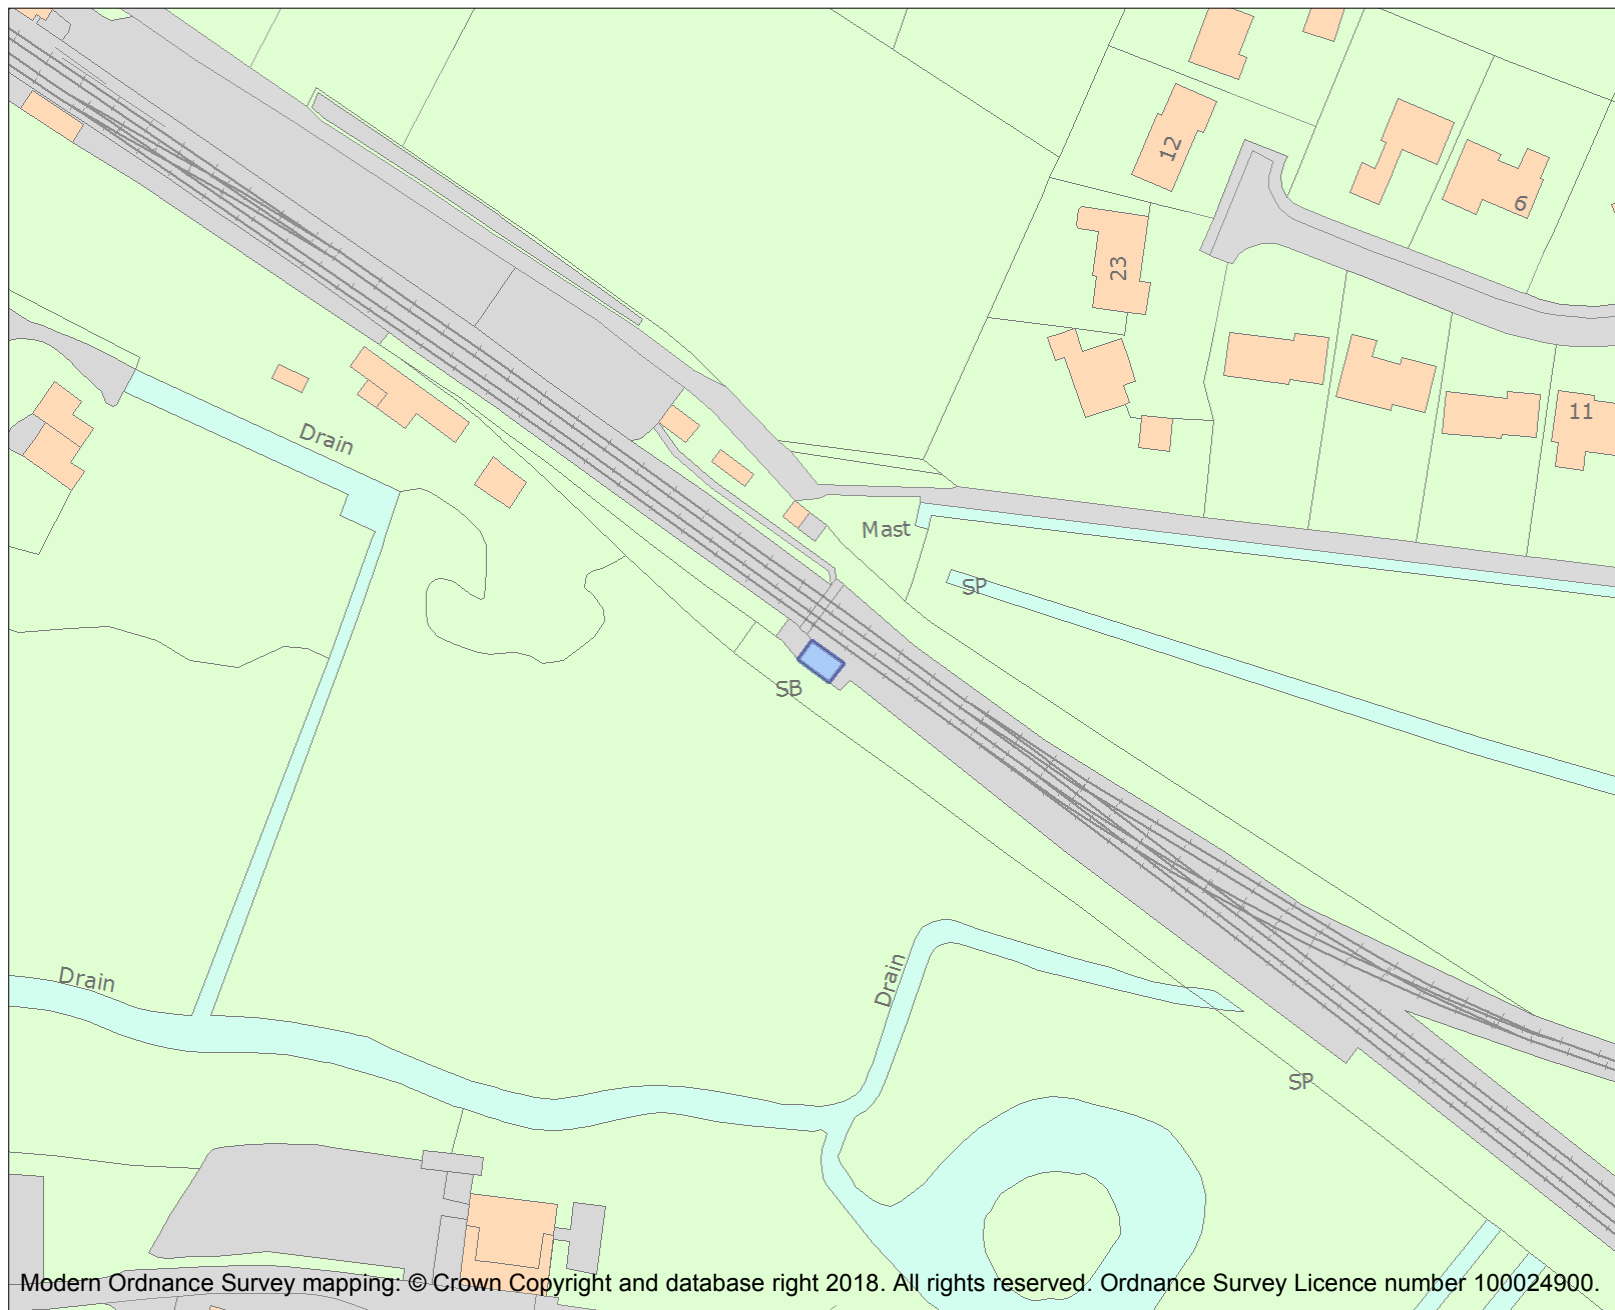 12
6
23
11
Drain
Mast
SP
SB
Drain
Drain
SP
Modern Ordnance Survey mapping: © Crown Copyright and database right 2018. All rights reserved. Ordnance Survey Licence number 100024900.